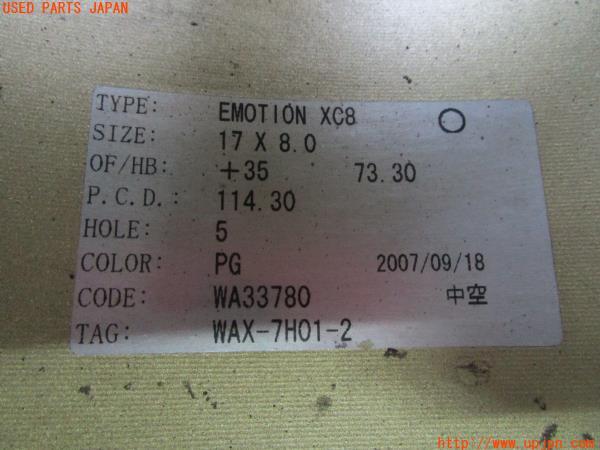 USED PARTS JAPAN
TYPE: EMOTION XC8 ○
SIZE: 17 X 8.0
OF/HB: +35 73.30
P.C.D.: 114.30
HOLE: 5
COLOR: PG 2007/09/18
CODE: WA33780 中空
TAG: WAX-7H01-2
http://www.upjan.com/